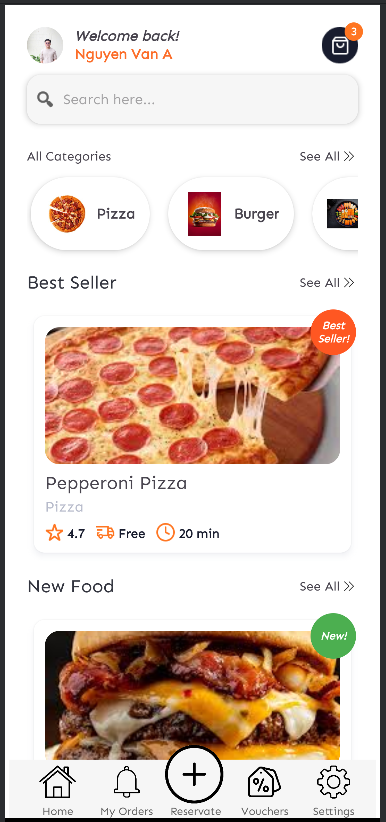 Welcome back!
Nguyen Van A
3
Search here...
All Categories
See All
Pizza
Burger
Best Seller
See All
Best
Seller!
Pepperoni Pizza
Pizza
4.7
Free
20 min
New Food
See All
New!
Home
My Orders
Reservate
Vouchers
Settings